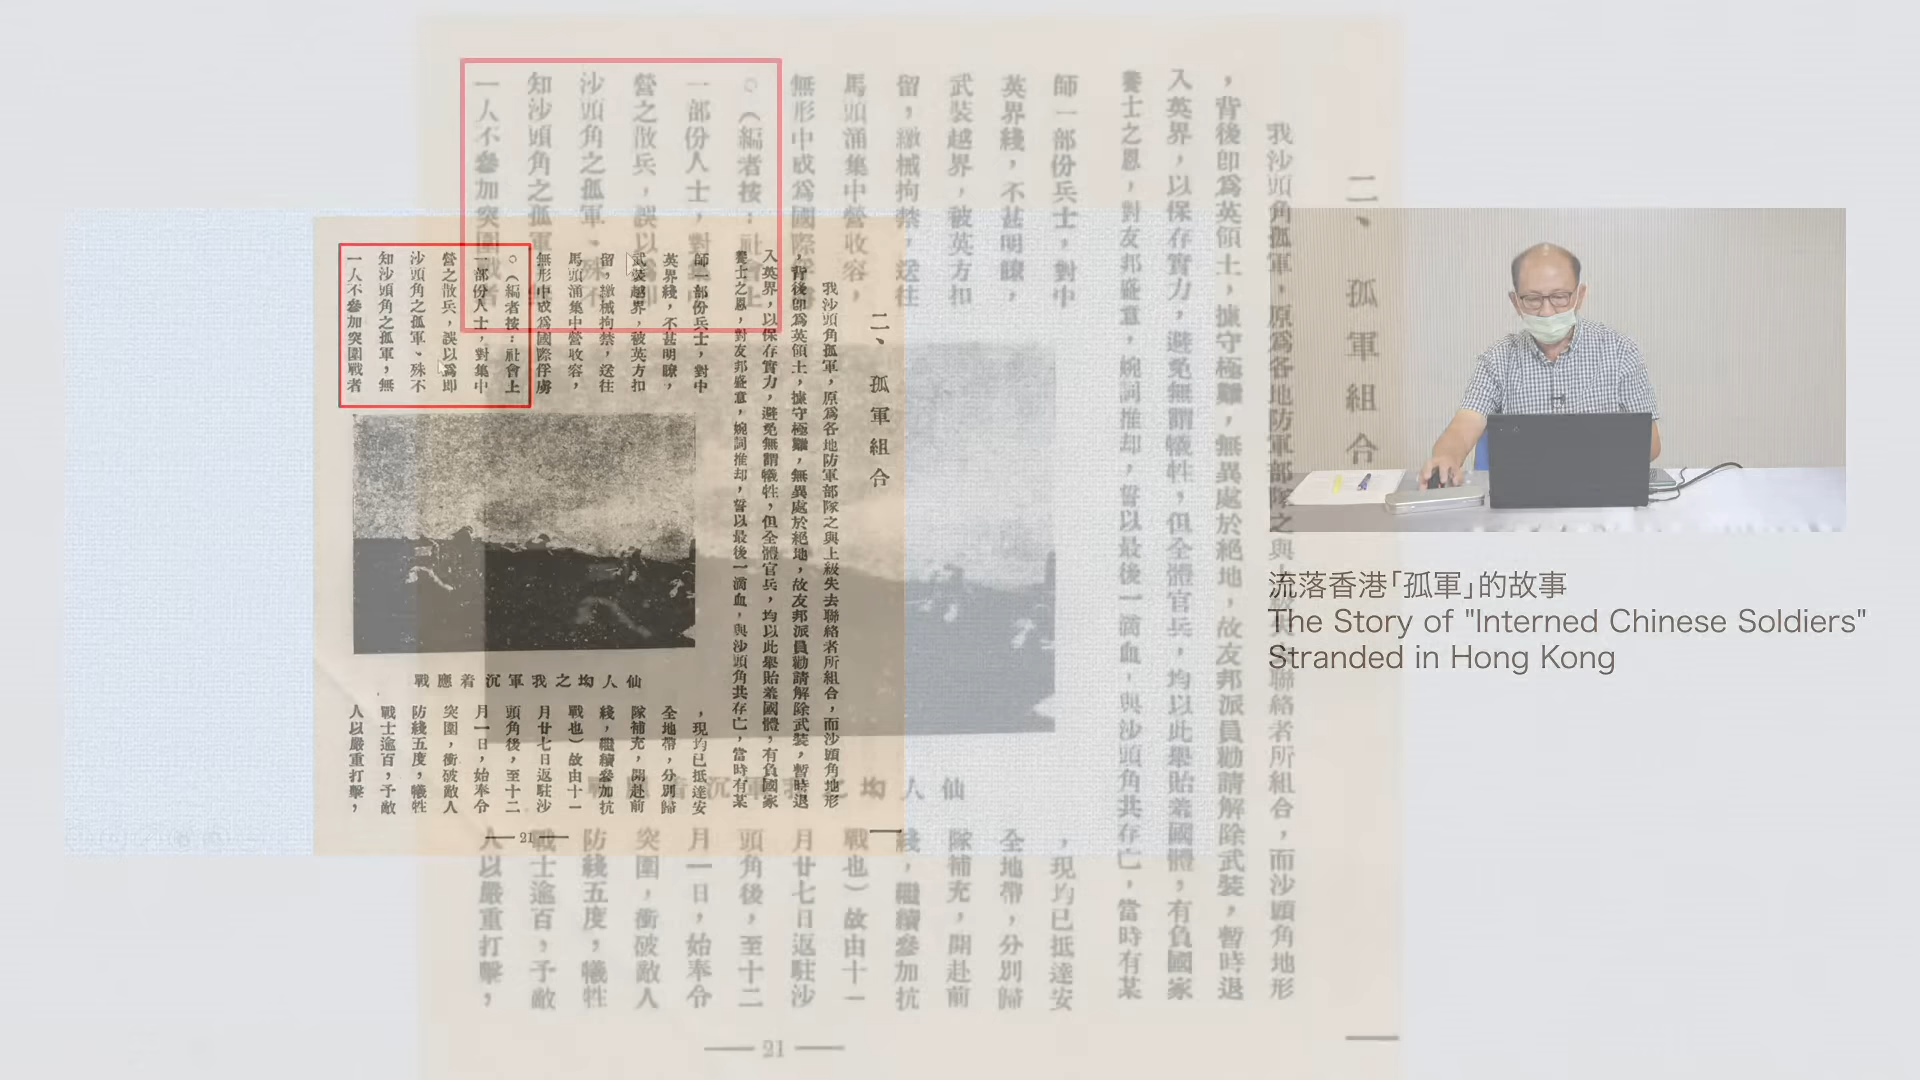 二、孤軍組合
我沙頭角孤軍，原爲各地防軍部隊之與上級失去聯絡者所組合，而沙頭角地形
，背後卽爲英領土，據守極難，無異處於絕地，故友邦派員勸請解除武裝，暫時退
入英界，以保存實力，避免無謂犧牲，但全體官兵，均以此舉貽羞國體，有負國家
養士之恩，對友邦盛意，婉詞推却，誓以最後一滴血，與沙頭角共存亡，當時有某
師一部份兵士，對中
英界綫，不甚明瞭，
武裝越界，被英方扣
留，繳械拘禁，送往
馬頭涌集中營收容，
無形中成爲國際俘虜
。（編者按：社會上
一部份人士，對集中
營之散兵，誤以爲卽
沙頭角之孤軍、殊不
知沙頭角之孤軍，無
一人不參加突圍戰者
仙人坳之我軍沉着應戰
，現均已抵達安
全地帶，分別歸
隊補充，開赴前
綫，繼續參加抗
戰也）故由十一
月廿七日返駐沙
頭角後，至十二
月一日，始奉令
突圍，衝破敵人
防綫五度，犧牲
戰士逾百，予敵
人以嚴重打擊，
21
流落香港「孤軍」的故事
The Story of "Interned Chinese Soldiers"
Stranded in Hong Kong